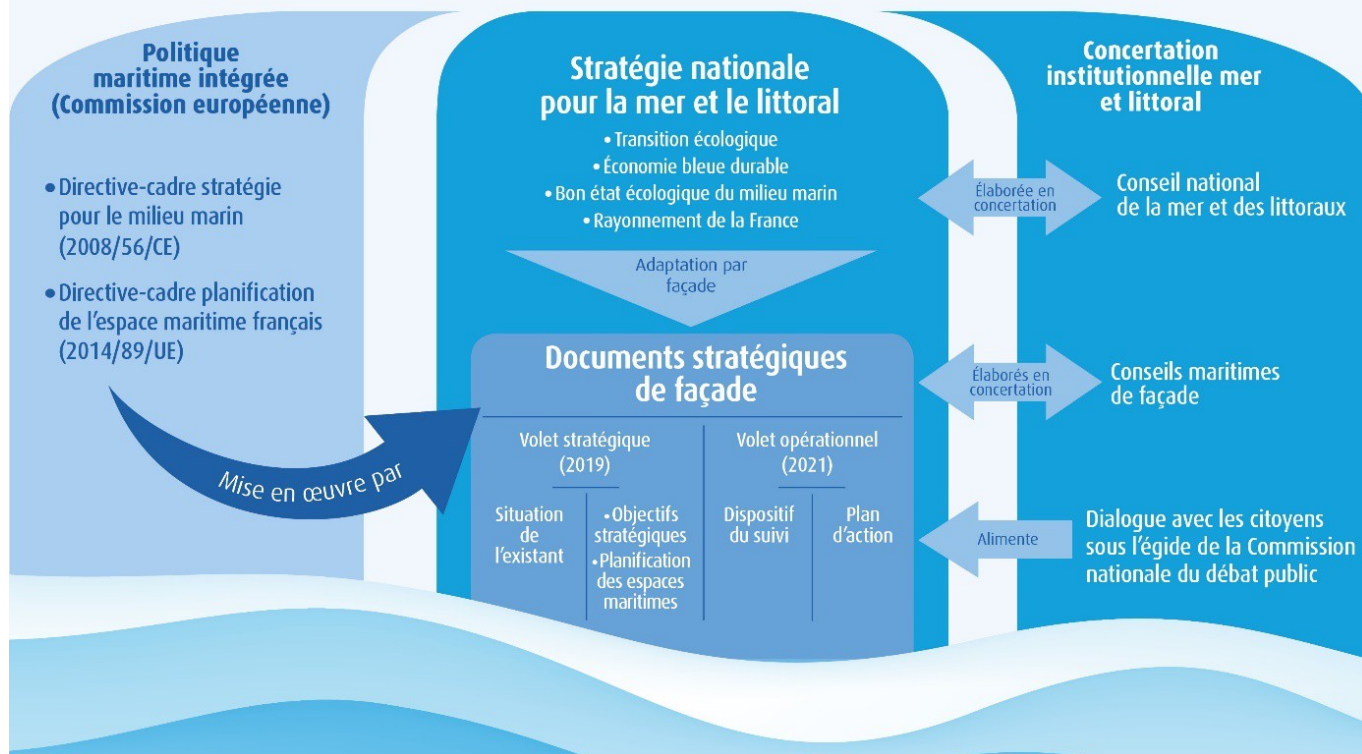 Politique
maritime intégrée
(Commission européenne)
• Directive-cadre stratégie
pour le milieu marin
(2008/56/CE)
• Directive-cadre planification
de l’espace maritime français
(2014/89/UE)
Mise en œuvre par
Stratégie nationale
pour la mer et le littoral
• Transition écologique
• Économie bleue durable
• Bon état écologique du milieu marin
• Rayonnement de la France
Adaptation par
façade
Documents stratégiques
de façade
Volet stratégique
(2019)
Situation
de
l’existant
• Objectifs
stratégiques
• Planification
des espaces
maritimes
Volet opérationnel
(2021)
Dispositif
du suivi
Plan
d’action
Concertation
institutionnelle mer
et littoral
Élaborée en
concertation
Conseil national
de la mer et des littoraux
Élaborés en
concertation
Conseils maritimes
de façade
Alimente
Dialogue avec les citoyens
sous l’égide de la Commission
nationale du débat public